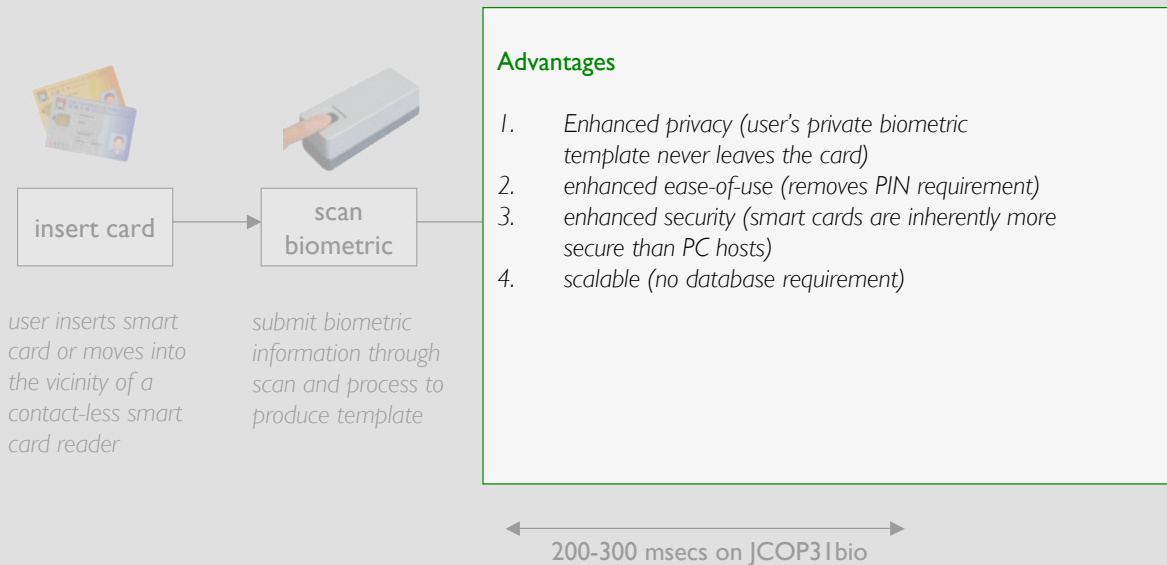 Advantages
1. Enhanced privacy (user's private biometric
template never leaves the card)
2. enhanced ease-of-use (removes PIN requirement)
3. enhanced security (smart cards are inherently more
secure than PC hosts)
4. scalable (no database requirement)
insert card
scan
biometric
user inserts smart
card or moves into
the vicinity of a
contact-less smart
card reader
submit biometric
information through
scan and process to
produce template
200-300 msecs on JCOP31bio